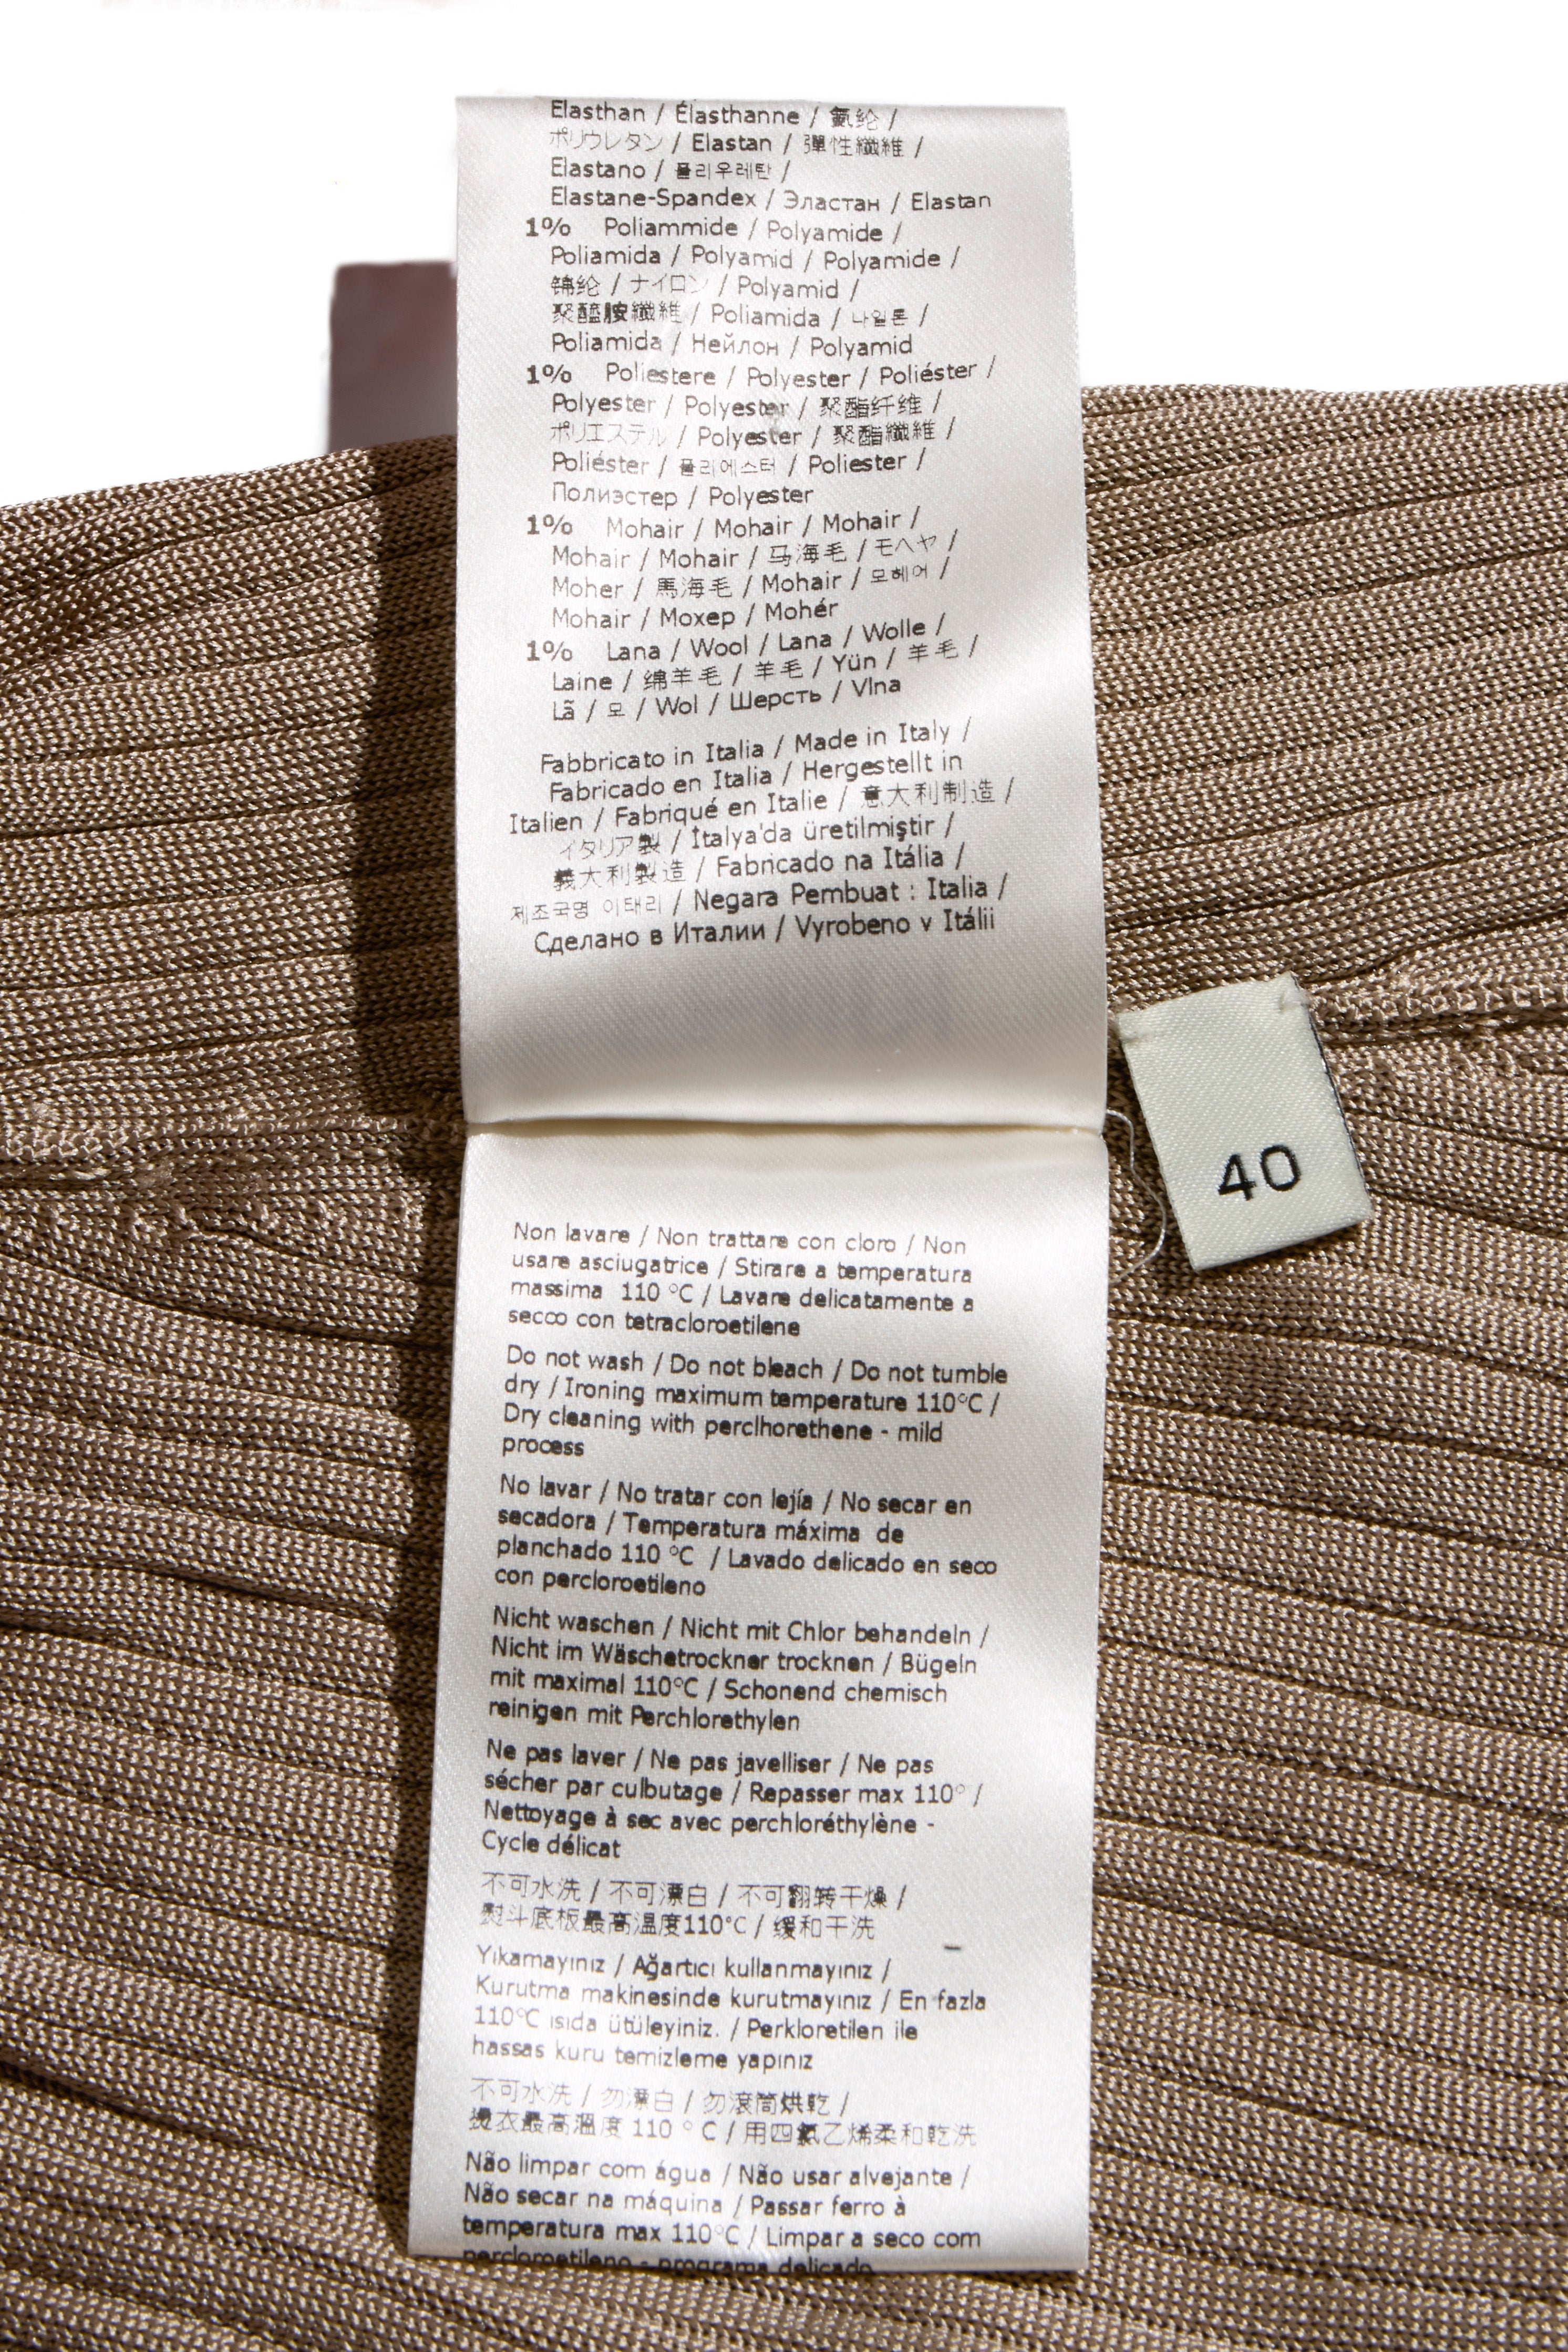 Elasthan / Élasthanne / 氨纶 /
ポリウレタン / Elastan / 彈性纖維 /
Elastano / 폴리우레탄 /
Elastane-Spandex / Эластан / Elastan
1% Poliammide / Polyamide /
Poliamida / Polyamid / Polyamide /
锦纶 / ナイロン / Polyamid /
聚醯胺纖維 / Poliamida / 나일론 /
Poliamida / Нейлон / Polyamid
1% Poliestere / Polyester / Poliéster /
Polyester / Polyester / 聚酯纤维 /
ポリエステル / Polyester / 聚酯纖維 /
Poliéster / 폴리에스터 / Poliester /
Полиэстер / Polyester
1% Mohair / Mohair / Mohair /
Mohair / Mohair / 马海毛 / モヘヤ /
Moher / 馬海毛 / Mohair / 모헤어 /
Mohair / Мохер / Mohér
1% Lana / Wool / Lana / Wolle /
Laine / 绵羊毛 / 羊毛 / Yün / 羊毛 /
Lã / 모 / Wol / Шерсть / Vlna
Fabbricato in Italia / Made in Italy /
Fabricado en Italia / Hergestellt in
Italien / Fabriqué en Italie / 意大利制造 /
イタリア製 / İtalya'da üretilmiştir /
義大利製造 / Fabricado na Itália /
제조국명 이태리 / Negara Pembuat : Italia /
Сделано в Италии / Vyrobeno v Itálii
40
Non lavare / Non trattare con cloro / Non
usare asciugatrice / Stirare a temperatura
massima 110 °C / Lavare delicatamente a
secco con tetracloroetilene
Do not wash / Do not bleach / Do not tumble
dry / Ironing maximum temperature 110°C /
Dry cleaning with perclhorethene - mild
process
No lavar / No tratar con lejía / No secar en
secadora / Temperatura máxima de
planchado 110 °C / Lavado delicado en seco
con percloroetileno
Nicht waschen / Nicht mit Chlor behandeln /
Nicht im Wäschetrockner trocknen / Bügeln
mit maximal 110°C / Schonend chemisch
reinigen mit Perchlorethylen
Ne pas laver / Ne pas javelliser / Ne pas
sécher par culbutage / Repasser max 110° /
Nettoyage à sec avec perchloréthylène -
Cycle délicat
不可水洗 / 不可漂白 / 不可翻转干燥 /
熨斗底板最高温度110°C / 缓和干洗
Yıkamayınız / Ağartıcı kullanmayınız /
Kurutma makinesinde kurutmayınız / En fazla
110°C ısıda ütüleyiniz. / Perkloretilen ile
hassas kuru temizleme yapınız
不可水洗 / 勿漂白 / 勿滾筒烘乾 /
燙衣最高溫度 110 ° C / 用四氯乙烯柔和乾洗
Não limpar com água / Não usar alvejante /
Não secar na máquina / Passar ferro à
temperatura max 110°C / Limpar a seco com
percloroetileno - programa delicado